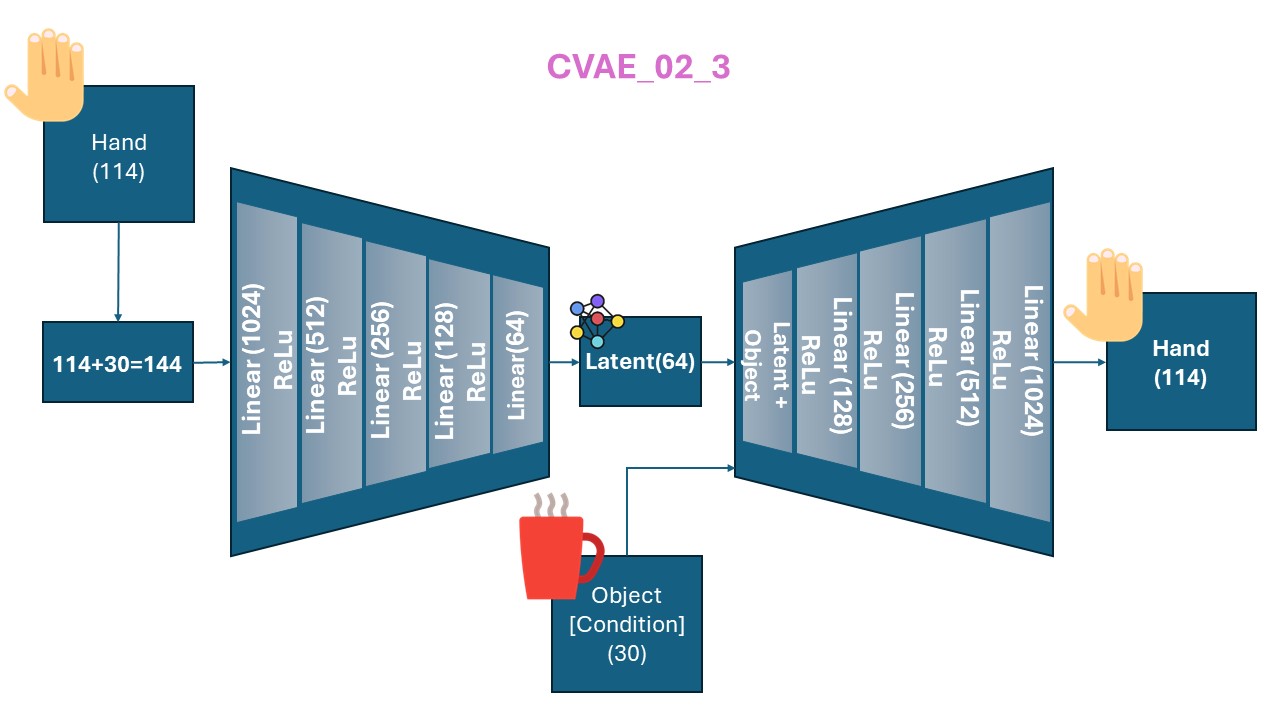 CVAE_02_3
Hand
(114)
114+30=144
Linear (1024)
ReLu
Linear (512)
ReLu
Linear (256)
ReLu
Linear (128)
ReLu
Linear(64)
Latent(64)
Object
[Condition]
(30)
Latent +
Object
Linear (128)
ReLu
Linear (256)
ReLu
Linear (512)
ReLu
Linear (1024)
ReLu
Hand
(114)